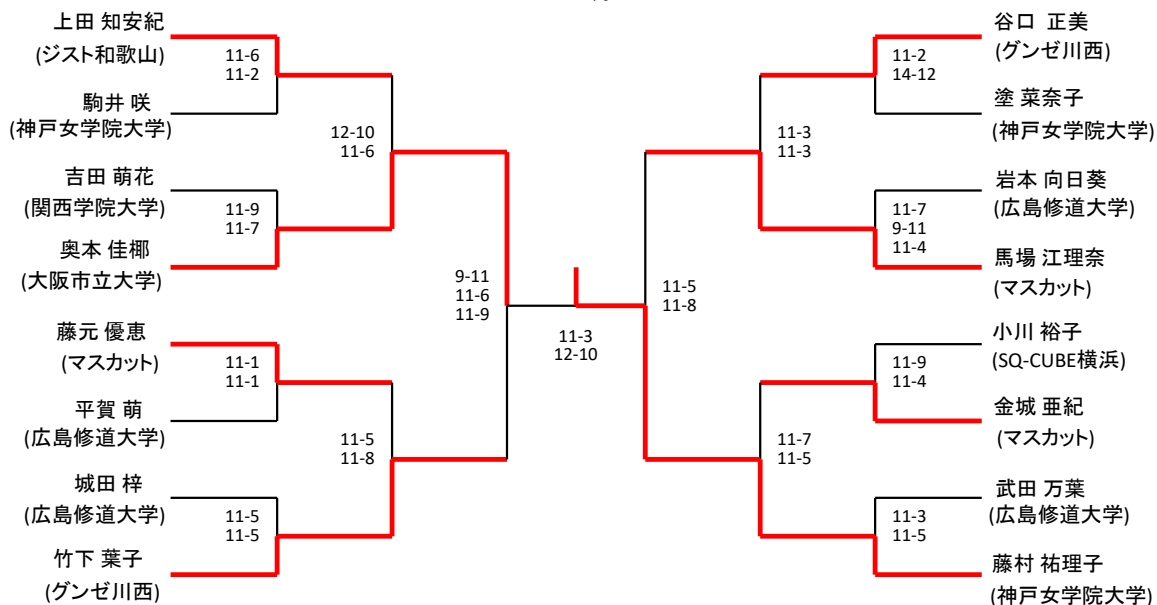 上田 知安紀
(ジスト和歌山)
11-6
11-2
駒井 咲
(神戸女学院大学)
12-10
11-6
吉田 萌花
(関西学院大学)
11-9
11-7
奥本 佳椰
(大阪市立大学)
9-11
11-6
11-9
藤元 優恵
(マスカット)
11-1
11-1
平賀 萌
(広島修道大学)
11-5
11-8
城田 梓
(広島修道大学)
11-5
11-5
竹下 葉子
(グンゼ川西)
11-3
12-10
谷口 正美
(グンゼ川西)
11-2
14-12
塗 菜奈子
(神戸女学院大学)
11-3
11-3
岩本 向日葵
(広島修道大学)
11-7
9-11
11-4
馬場 江理奈
(マスカット)
11-5
11-8
小川 裕子
(SQ-CUBE横浜)
11-9
11-4
金城 亜紀
(マスカット)
11-7
11-5
武田 万葉
(広島修道大学)
11-3
11-5
藤村 祐理子
(神戸女学院大学)